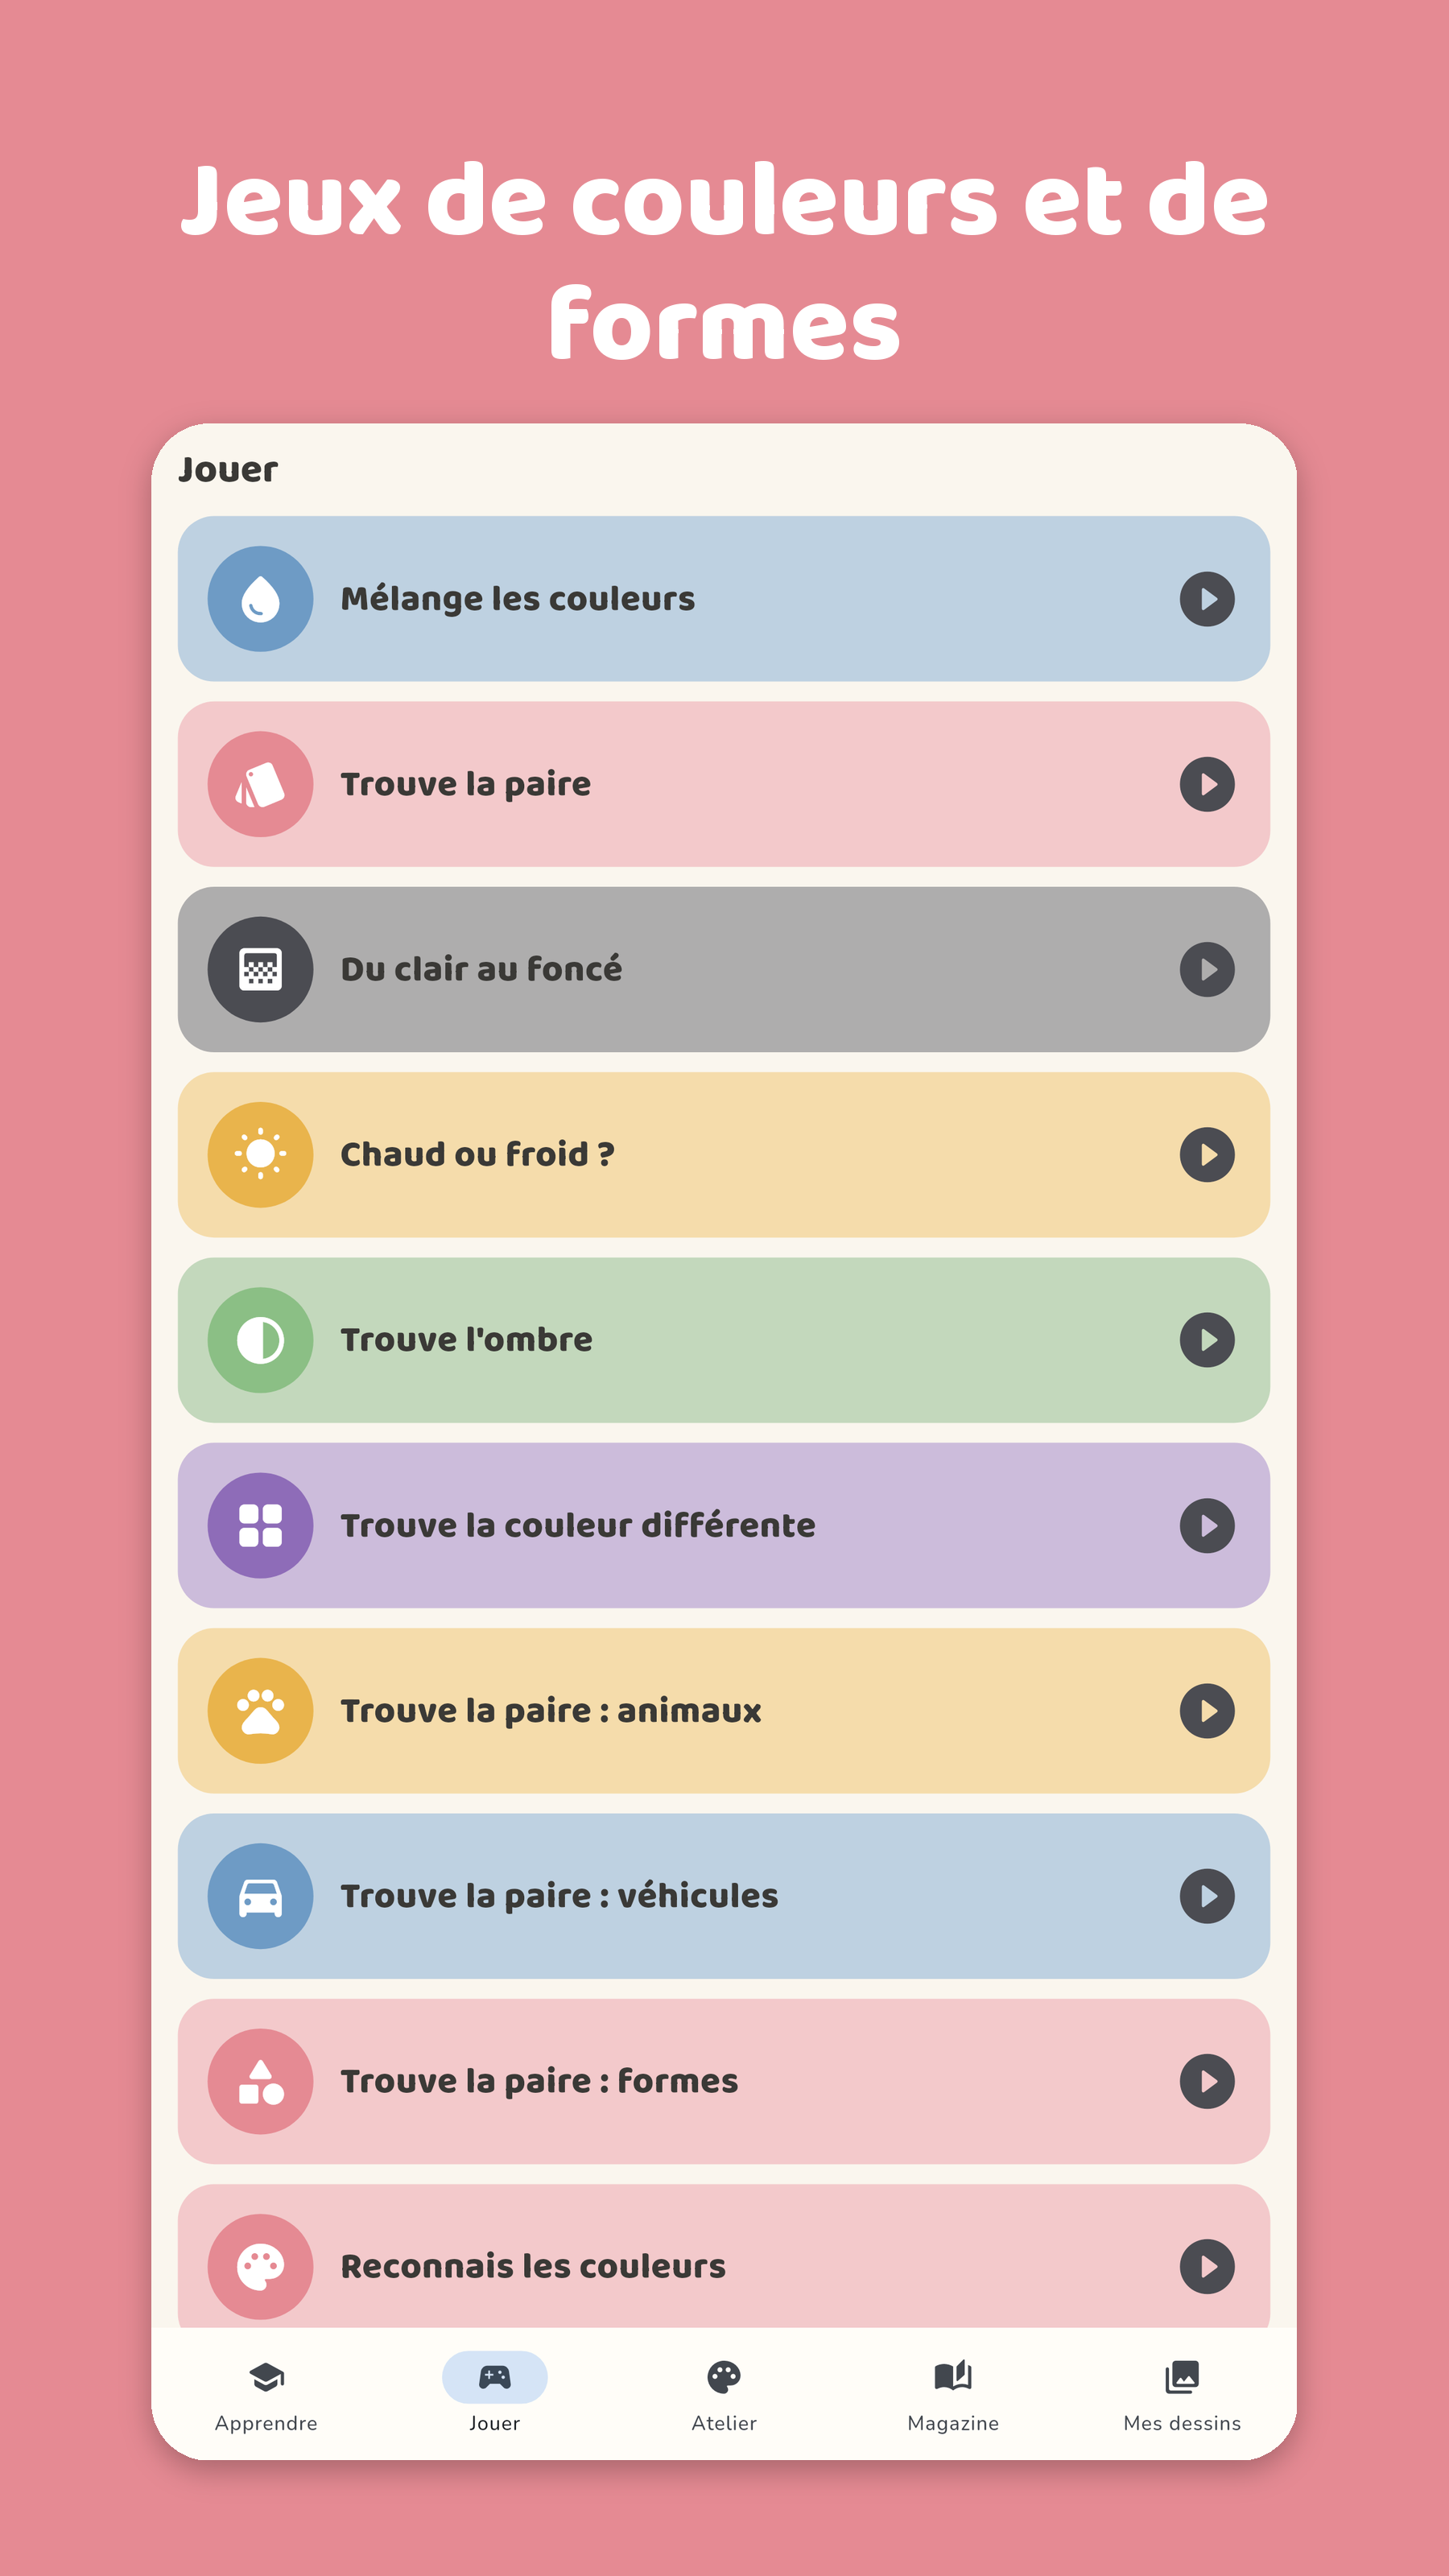 Jeux de couleurs et de
formes
Jouer
Mélange les couleurs
Trouve la paire
Du clair au foncé
Chaud ou froid ?
Trouve l'ombre
Trouve la couleur différente
Trouve la paire : animaux
Trouve la paire : véhicules
Trouve la paire : formes
Reconnais les couleurs
Apprendre
Jouer
Atelier
Magazine
Mes dessins